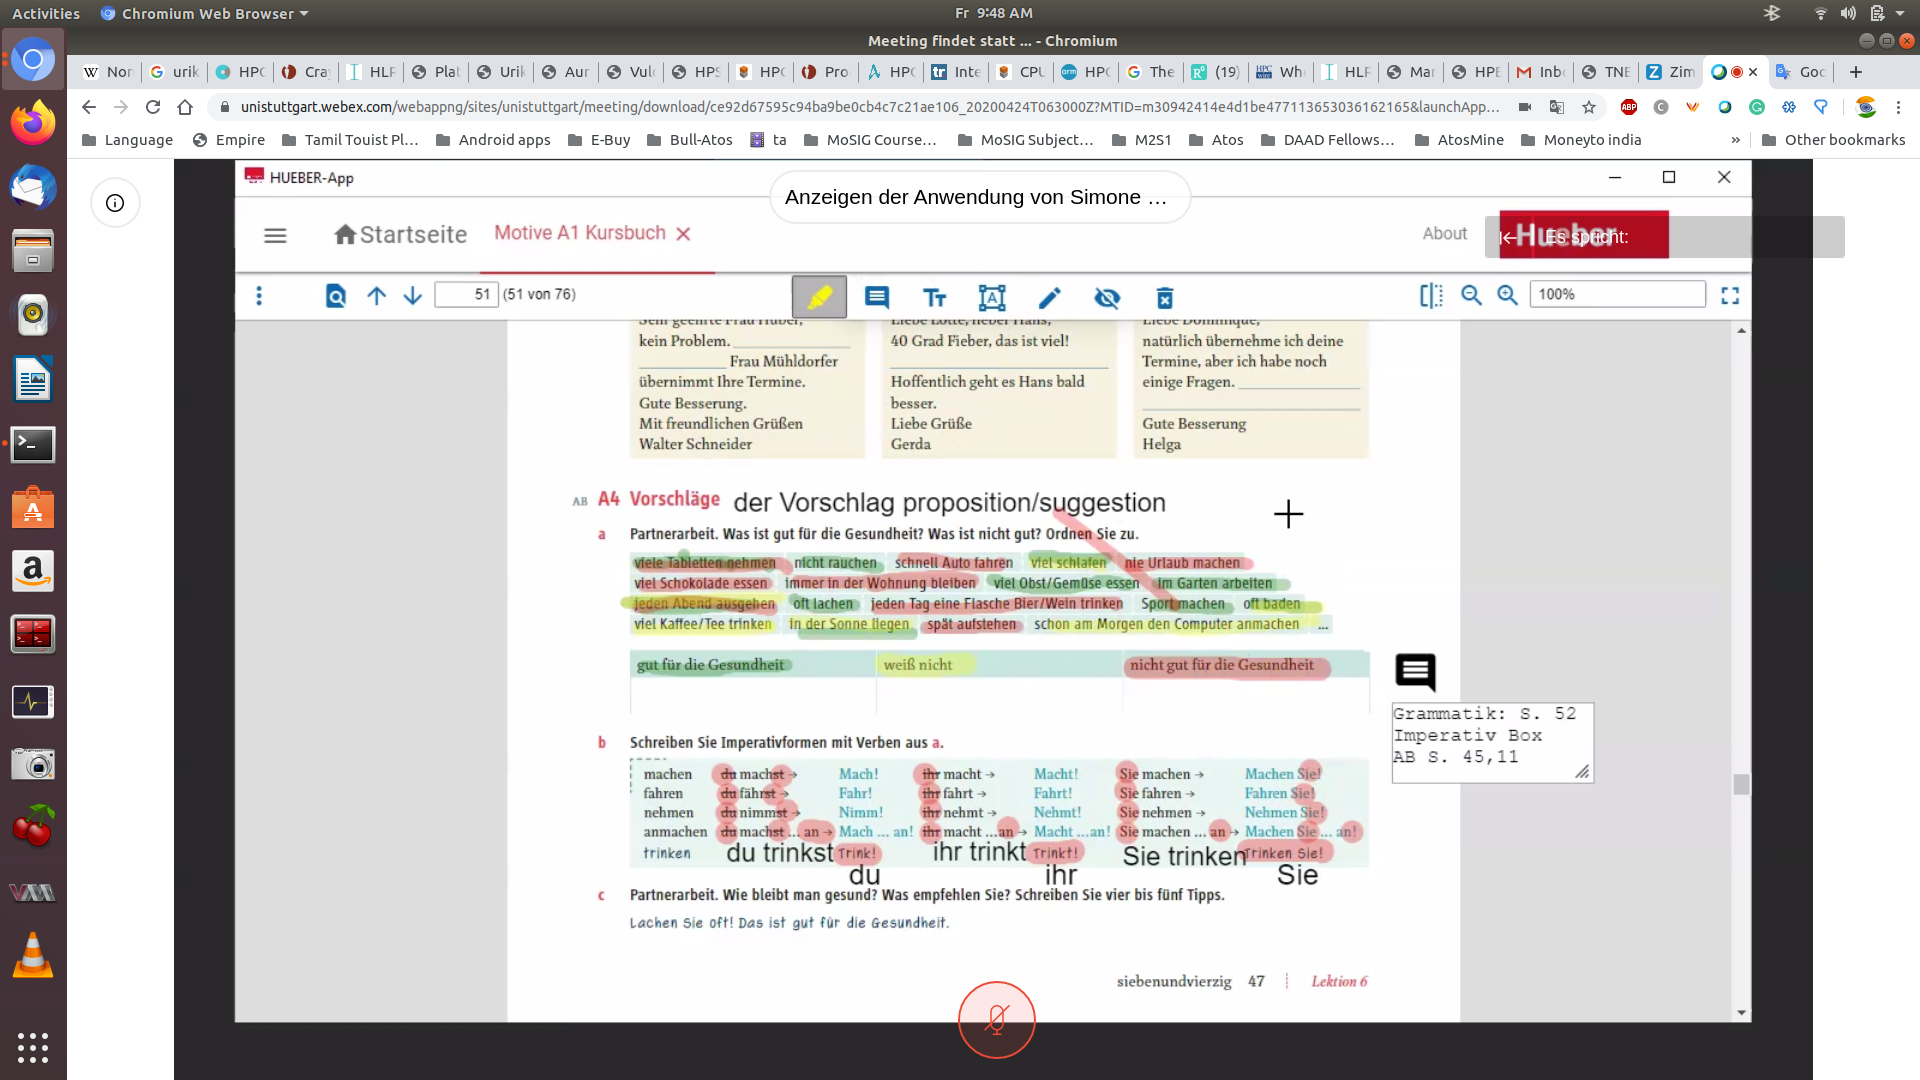 Activities Chromium Web Browser Fr 9:48 AM
Meeting findet statt ... - Chromium
Nor urik HPC Cra HLR Plat Urik Aur Vulc HPS HPC Pro HPC Inte CPU HPC The (19) Wh HLR Mar HPE Inb TNE Zim Goo
unistuttgart.webex.com/webappng/sites/unistuttgart/meeting/download/ce92d67595c94ba9be0cb4c7c21ae106_20200424T063000Z?MTID=m30942414e4d1be477113653036162165&launchApp...
Language Empire Tamil Touist Pl... Android apps E-Buy Bull-Atos ta MoSIG Course... MoSIG Subject... M2S1 Atos DAAD Fellows... AtosMine Moneyto india » Other bookmarks
HUEBER-App
Anzeigen der Anwendung von Simone ...
Startseite Motive A1 Kursbuch About Hueber
Es spricht:
51 (51 von 76) 100%
Sehr geehrte Frau Huber,
kein Problem.
Frau Mühldorfer
übernimmt Ihre Termine.
Gute Besserung.
Mit freundlichen Grüßen
Walter Schneider
Liebe Lotte, lieber Hans,
40 Grad Fieber, das ist viel!
Hoffentlich geht es Hans bald
besser.
Liebe Grüße
Gerda
Liebe Dominique,
natürlich übernehme ich deine
Termine, aber ich habe noch
einige Fragen.
Gute Besserung
Helga
AB A4 Vorschläge der Vorschlag proposition/suggestion
a Partnerarbeit. Was ist gut für die Gesundheit? Was ist nicht gut? Ordnen Sie zu.
viele Tabletten nehmen nicht rauchen schnell Auto fahren viel schlafen nie Urlaub machen
viel Schokolade essen immer in der Wohnung bleiben viel Obst/Gemüse essen im Garten arbeiten
jeden Abend ausgehen oft lachen jeden Tag eine Flasche Bier/Wein trinken Sport machen oft baden
viel Kaffee/Tee trinken in der Sonne liegen spät aufstehen schon am Morgen den Computer anmachen ...
gut für die Gesundheit weiß nicht nicht gut für die Gesundheit
Grammatik: S. 52
Imperativ Box
AB S. 45,11
b Schreiben Sie Imperativformen mit Verben aus a.
machen du machst → Mach! ihr macht → Macht! Sie machen → Machen Sie!
fahren du fährst → Fahr! ihr fahrt → Fahrt! Sie fahren → Fahren Sie!
nehmen du nimmst → Nimm! ihr nehmt → Nehmt! Sie nehmen → Nehmen Sie!
anmachen du machst ... an → Mach ... an! ihr macht ...an → Macht ...an! Sie machen ... an → Machen Sie ... an!
trinken du trinkst Trink! ihr trinkt Trinkt! Sie trinken Trinken Sie!
du ihr Sie
c Partnerarbeit. Wie bleibt man gesund? Was empfehlen Sie? Schreiben Sie vier bis fünf Tipps.
Lachen Sie oft! Das ist gut für die Gesundheit.
siebenundvierzig 47 Lektion 6